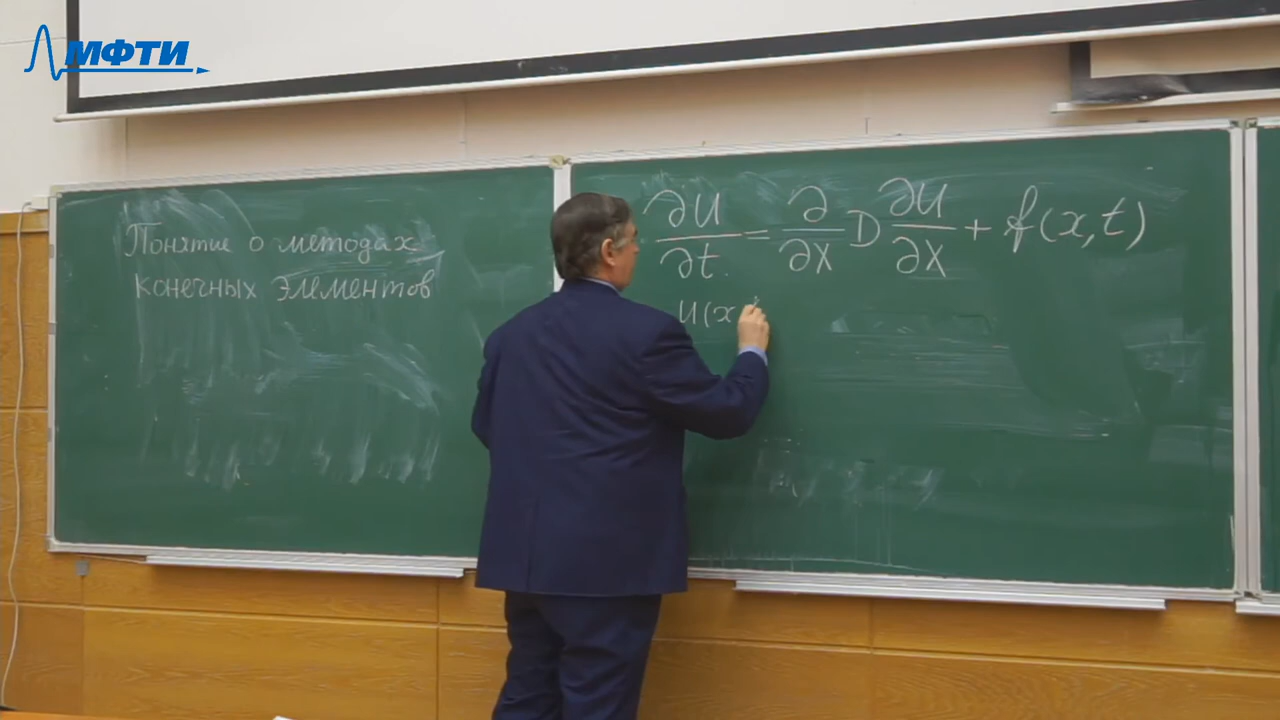 МФТИ
Понятие о методах
конечных элементов
∂U/∂t = ∂/∂x D ∂U/∂x + f(x,t)
U(x